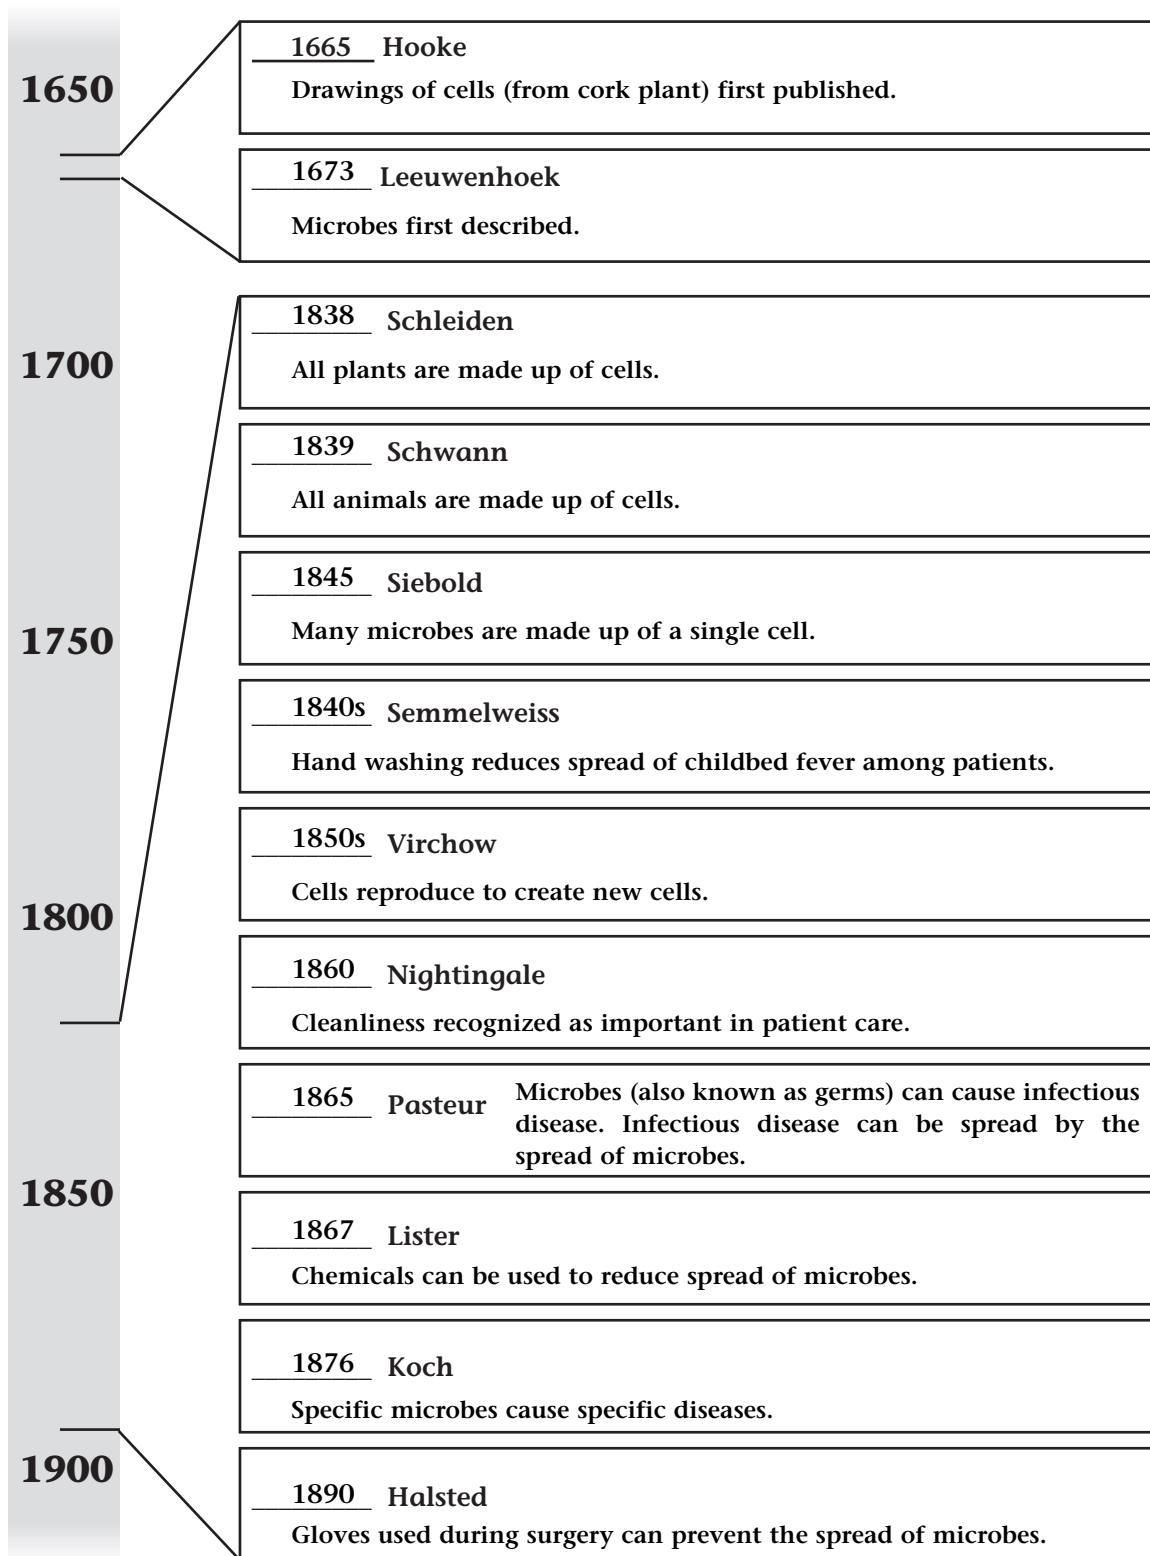 1650
1665 Hooke
Drawings of cells (from cork plant) first published.
1673 Leeuwenhoek
Microbes first described.
1700
1838 Schleiden
All plants are made up of cells.
1839 Schwann
All animals are made up of cells.
1750
1845 Siebold
Many microbes are made up of a single cell.
1840s Semmelweiss
Hand washing reduces spread of childbed fever among patients.
1800
1850s Virchow
Cells reproduce to create new cells.
1860 Nightingale
Cleanliness recognized as important in patient care.
1850
1865 Pasteur
Microbes (also known as germs) can cause infectious
disease. Infectious disease can be spread by the
spread of microbes.
1867 Lister
Chemicals can be used to reduce spread of microbes.
1876 Koch
Specific microbes cause specific diseases.
1900
1890 Halsted
Gloves used during surgery can prevent the spread of microbes.